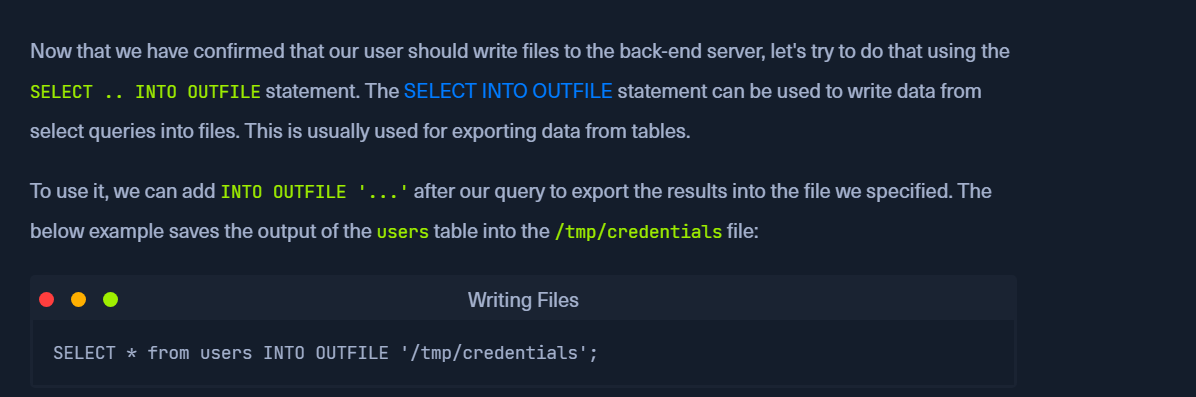 Now that we have confirmed that our user should write files to the back-end server, let's try to do that using the
SELECT .. INTO OUTFILE statement. The SELECT INTO OUTFILE statement can be used to write data from
select queries into files. This is usually used for exporting data from tables.
To use it, we can add INTO OUTFILE '...' after our query to export the results into the file we specified. The
below example saves the output of the users table into the /tmp/credentials file:
Writing Files
SELECT * from users INTO OUTFILE '/tmp/credentials';